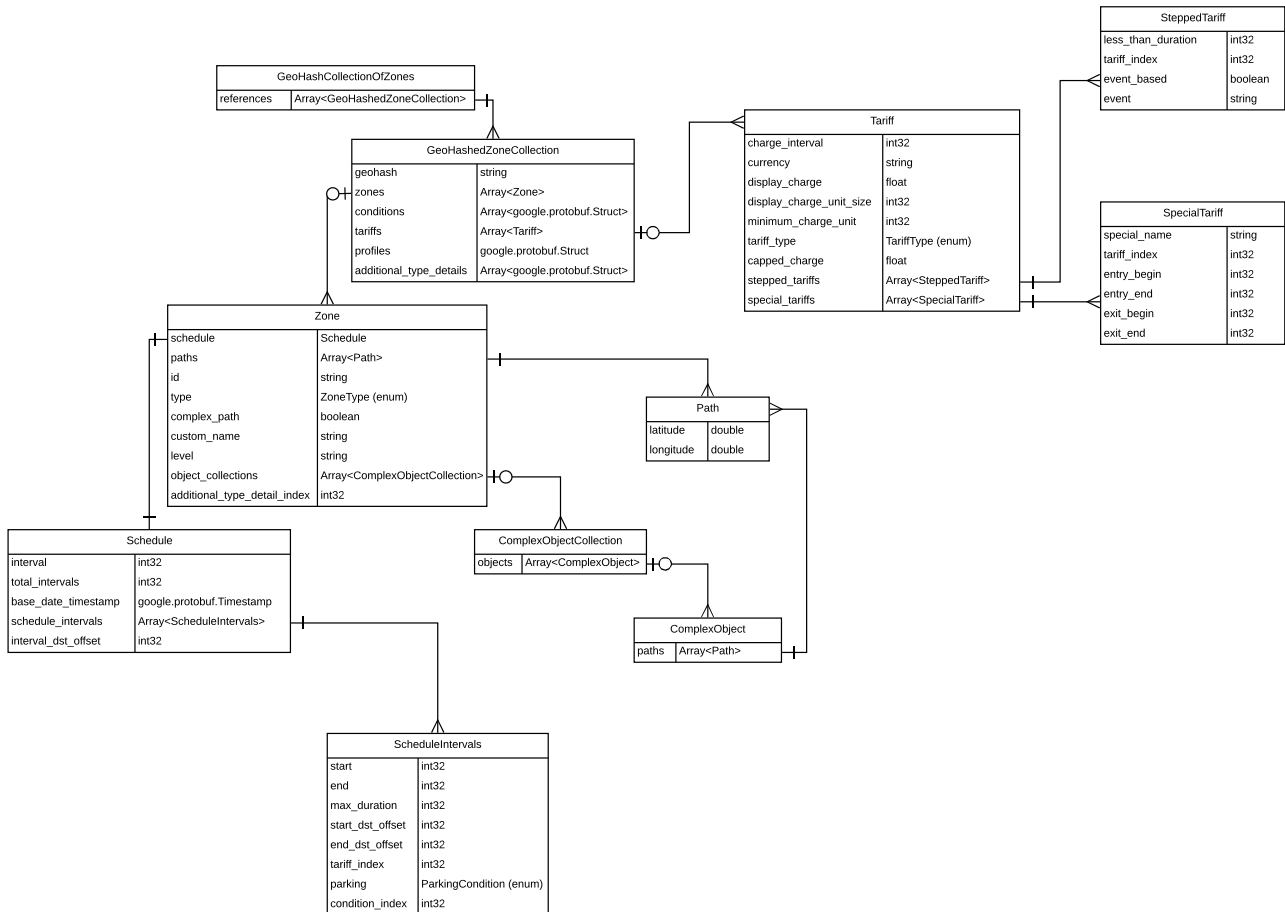 SteppedTariff
less_than_duration int32
tariff_index int32
event_based boolean
event string
GeoHashCollectionOfZones
references Array<GeoHashedZoneCollection>
GeoHashedZoneCollection
geohash string
zones Array<Zone>
conditions Array<google.protobuf.Struct>
tariffs Array<Tariff>
profiles google.protobuf.Struct
additional_type_details Array<google.protobuf.Struct>
Tariff
charge_interval int32
currency string
display_charge float
display_charge_unit_size int32
minimum_charge_unit int32
tariff_type TariffType (enum)
capped_charge float
stepped_tariffs Array<SteppedTariff>
special_tariffs Array<SpecialTariff>
SpecialTariff
special_name string
tariff_index int32
entry_begin int32
entry_end int32
exit_begin int32
exit_end int32
Zone
schedule Schedule
paths Array<Path>
id string
type ZoneType (enum)
complex_path boolean
custom_name string
level string
object_collections Array<ComplexObjectCollection>
additional_type_detail_index int32
Path
latitude double
longitude double
Schedule
interval int32
total_intervals int32
base_date_timestamp google.protobuf.Timestamp
schedule_intervals Array<ScheduleIntervals>
interval_dst_offset int32
ComplexObjectCollection
objects Array<ComplexObject>
ComplexObject
paths Array<Path>
ScheduleIntervals
start int32
end int32
max_duration int32
start_dst_offset int32
end_dst_offset int32
tariff_index int32
parking ParkingCondition (enum)
condition_index int32